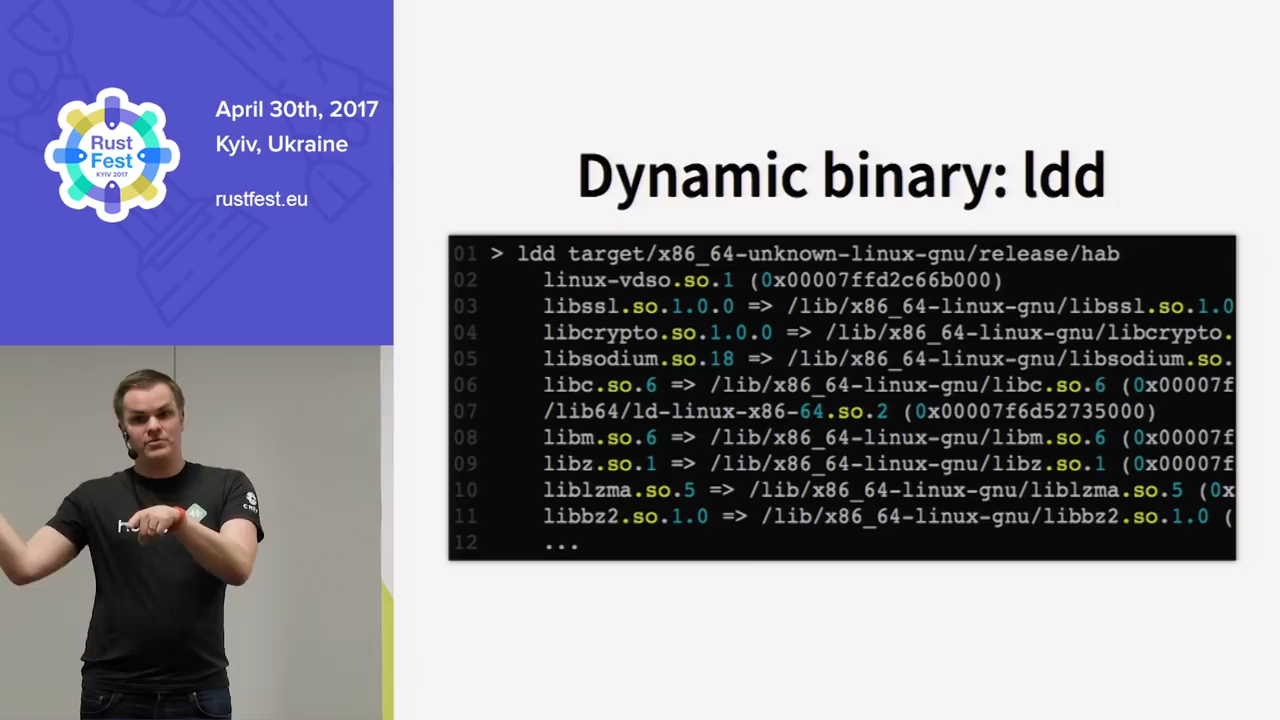 April 30th, 2017
Kyiv, Ukraine
rustfest.eu
Rust
Fest
KYIV 2017
Dynamic binary: ldd
01 > ldd target/x86_64-unknown-linux-gnu/release/hab
02 linux-vdso.so.1 (0x00007ffd2c66b000)
03 libssl.so.1.0.0 => /lib/x86_64-linux-gnu/libssl.so.1.0
04 libcrypto.so.1.0.0 => /lib/x86_64-linux-gnu/libcrypto.
05 libsodium.so.18 => /lib/x86_64-linux-gnu/libsodium.so.
06 libc.so.6 => /lib/x86_64-linux-gnu/libc.so.6 (0x00007f
07 /lib64/ld-linux-x86-64.so.2 (0x00007f6d52735000)
08 libm.so.6 => /lib/x86_64-linux-gnu/libm.so.6 (0x00007f
09 libz.so.1 => /lib/x86_64-linux-gnu/libz.so.1 (0x00007f
10 liblzma.so.5 => /lib/x86_64-linux-gnu/liblzma.so.5 (0x
11 libbz2.so.1.0 => /lib/x86_64-linux-gnu/libbz2.so.1.0 (
12 ...